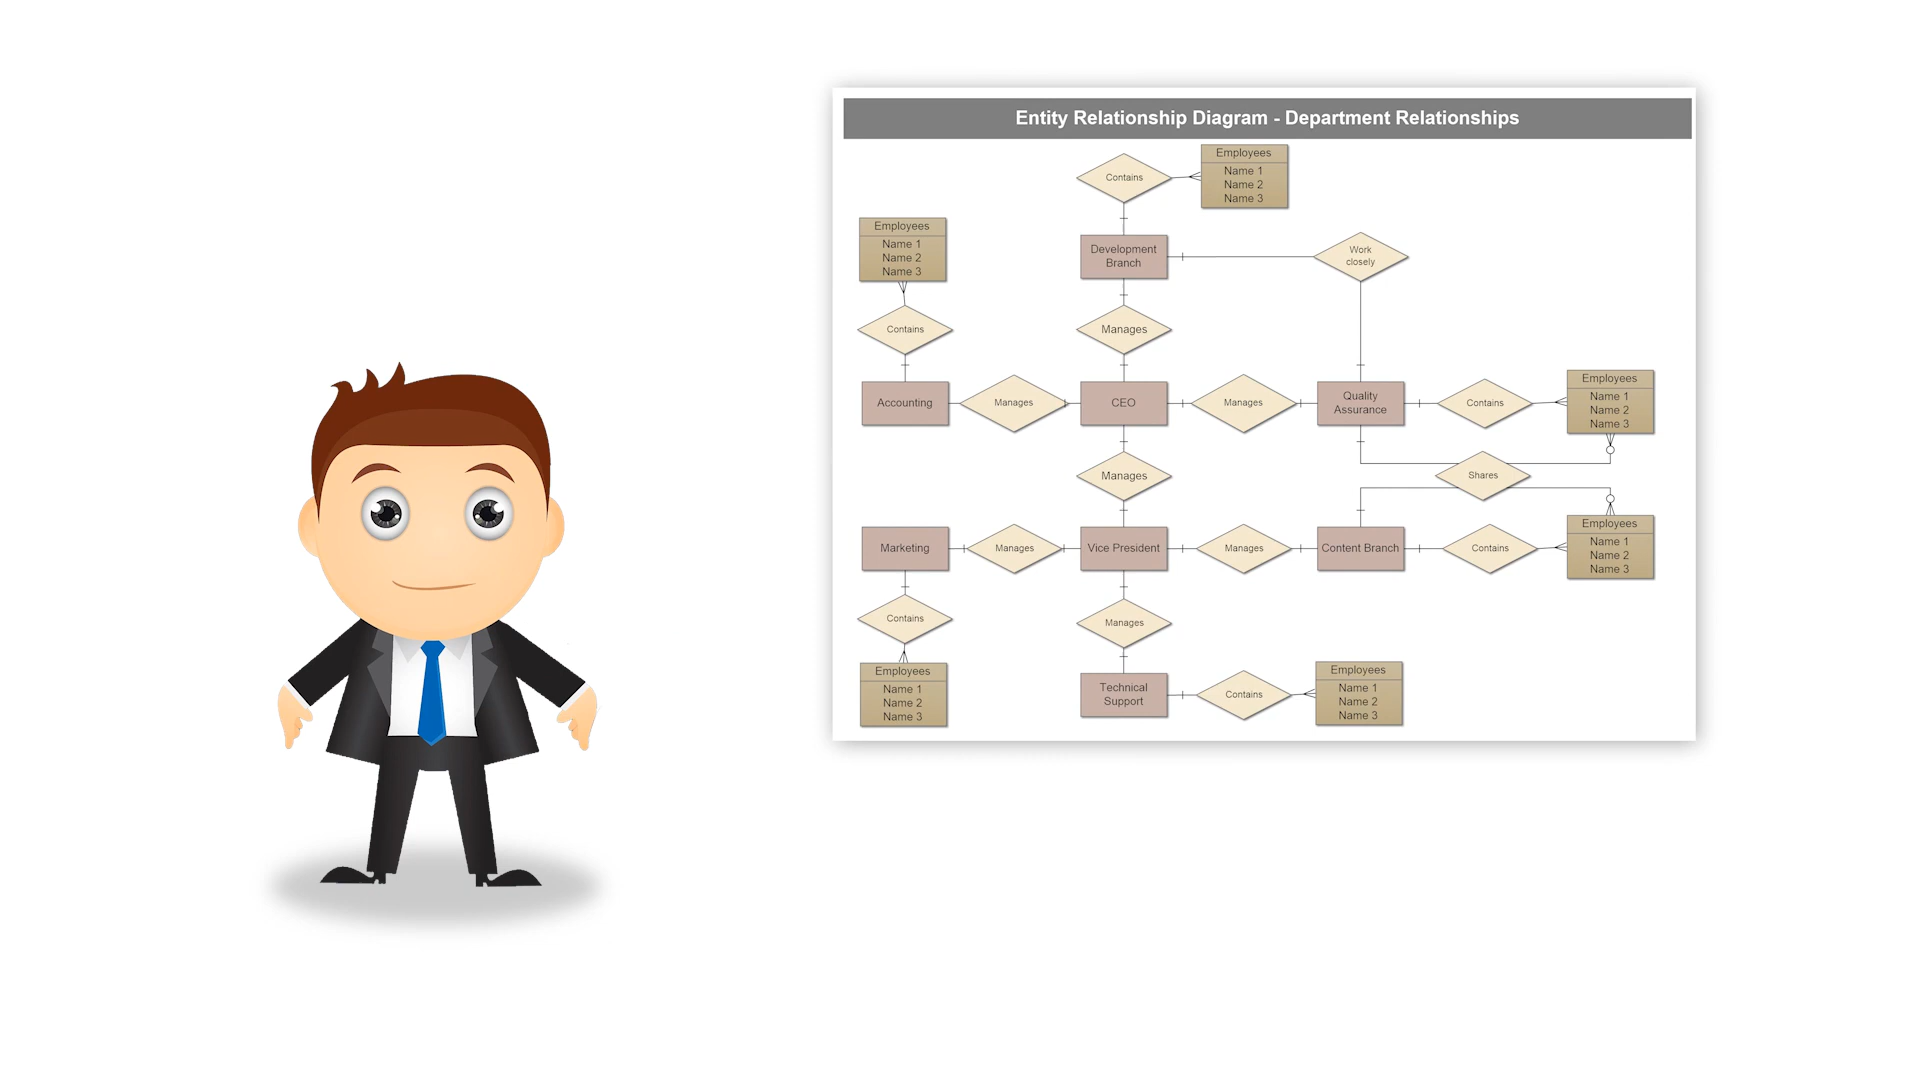 Entity Relationship Diagram - Department Relationships
Contains
Employees
Name 1
Name 2
Name 3
Employees
Name 1
Name 2
Name 3
Development
Branch
Work
closely
Contains
Manages
Accounting
Manages
CEO
Manages
Quality
Assurance
Contains
Employees
Name 1
Name 2
Name 3
Manages
Shares
Marketing
Manages
Vice President
Manages
Content Branch
Contains
Employees
Name 1
Name 2
Name 3
Contains
Manages
Employees
Name 1
Name 2
Name 3
Technical
Support
Contains
Employees
Name 1
Name 2
Name 3